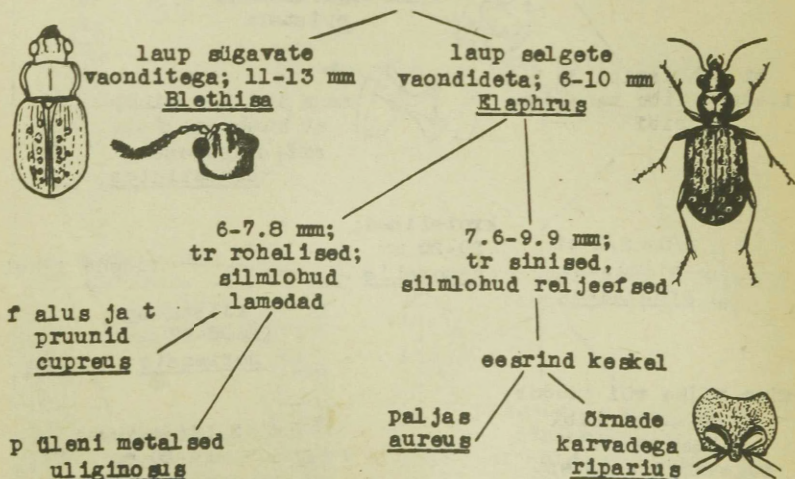 laup sügavate
vaonditega; 11-13 mm
Blethisa
laup selgete
vaondideta; 6-10 mm
Elaphrus
6-7.8 mm;
tr rohelised;
silmlohud
lamedad
7.6-9.9 mm;
tr sinised,
silmlohud reljeefsed
f alus ja t
pruunid
cupreus
eesrind keskel
p üleni metalsed
uliginosus
paljas
aureus
õrnade
karvadega
riparius